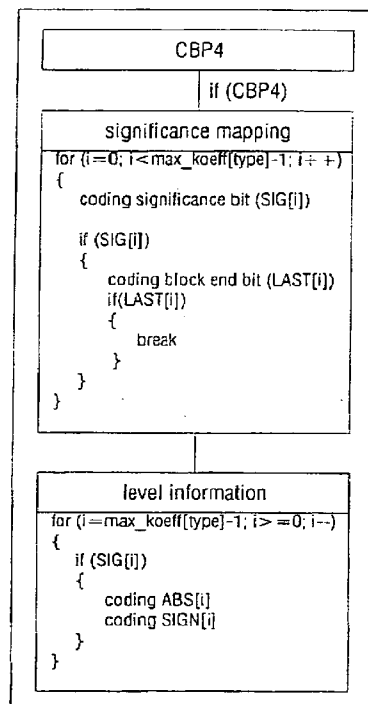 CBP4
if (CBP4)
significance mapping
for (i=0; i<max_koeff[type]-1; i++)
{
coding significance bit (SIG[i])
if (SIG[i])
{
coding block end bit (LAST[i])
if(LAST[i])
{
break
}
}
}
level information
for (i=max_koeff[type]-1; i>=0; i--)
{
if (SIG[i])
{
coding ABS[i]
coding SIGN[i]
}
}